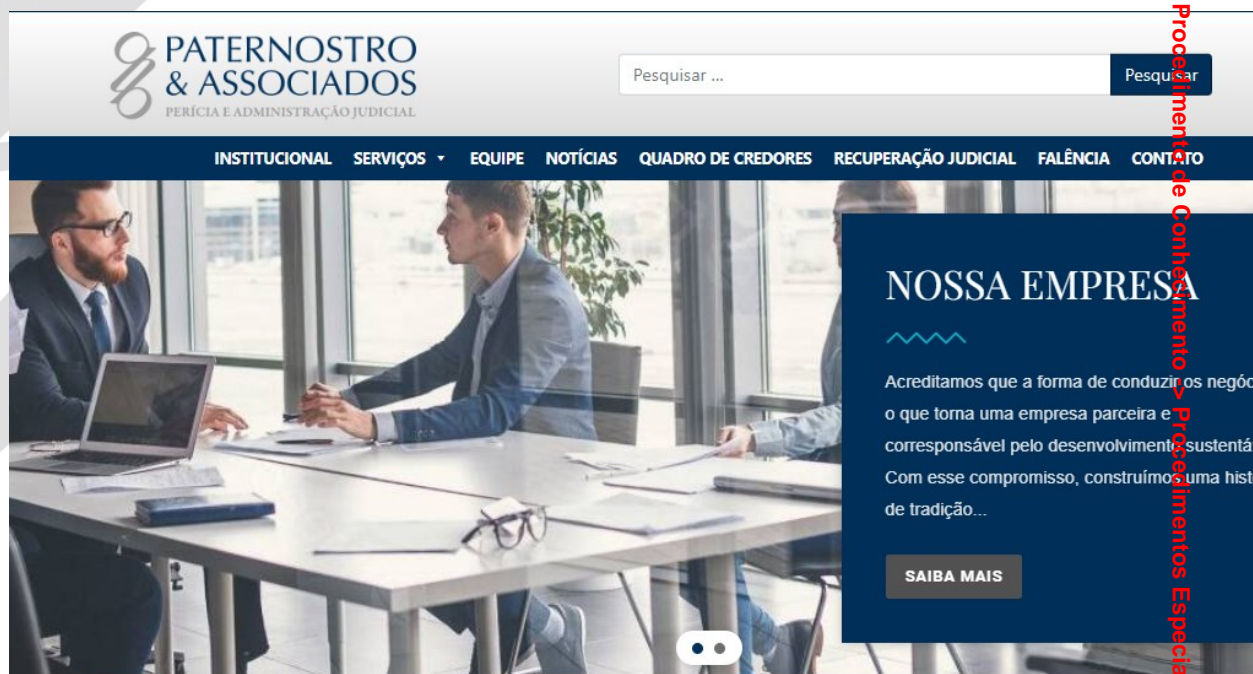 PATERNOSTRO
& ASSOCIADOS
PERÍCIA E ADMINISTRAÇÃO JUDICIAL
Pesquisar ...
Pesquisar
INSTITUCIONAL SERVIÇOS EQUIPE NOTÍCIAS QUADRO DE CREDORES RECUPERAÇÃO JUDICIAL FALÊNCIA CONTATO
NOSSA EMPRESA
Acreditamos que a forma de conduzir os negóc
o que torna uma empresa parceira e
corresponsável pelo desenvolvimento sustentá
Com esse compromisso, construímos uma hist
de tradição...
SAIBA MAIS
Procedimento de Conhecimento -> Procedimentos Especia